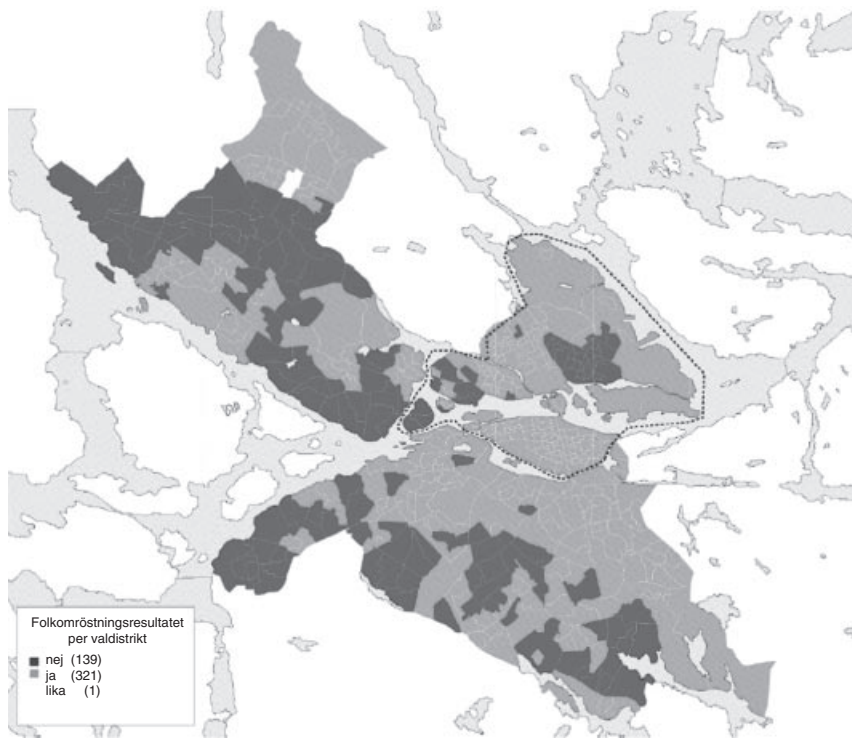 Folkomröstningsresultatet
per valdistrikt
nej (139)
ja (321)
lika (1)